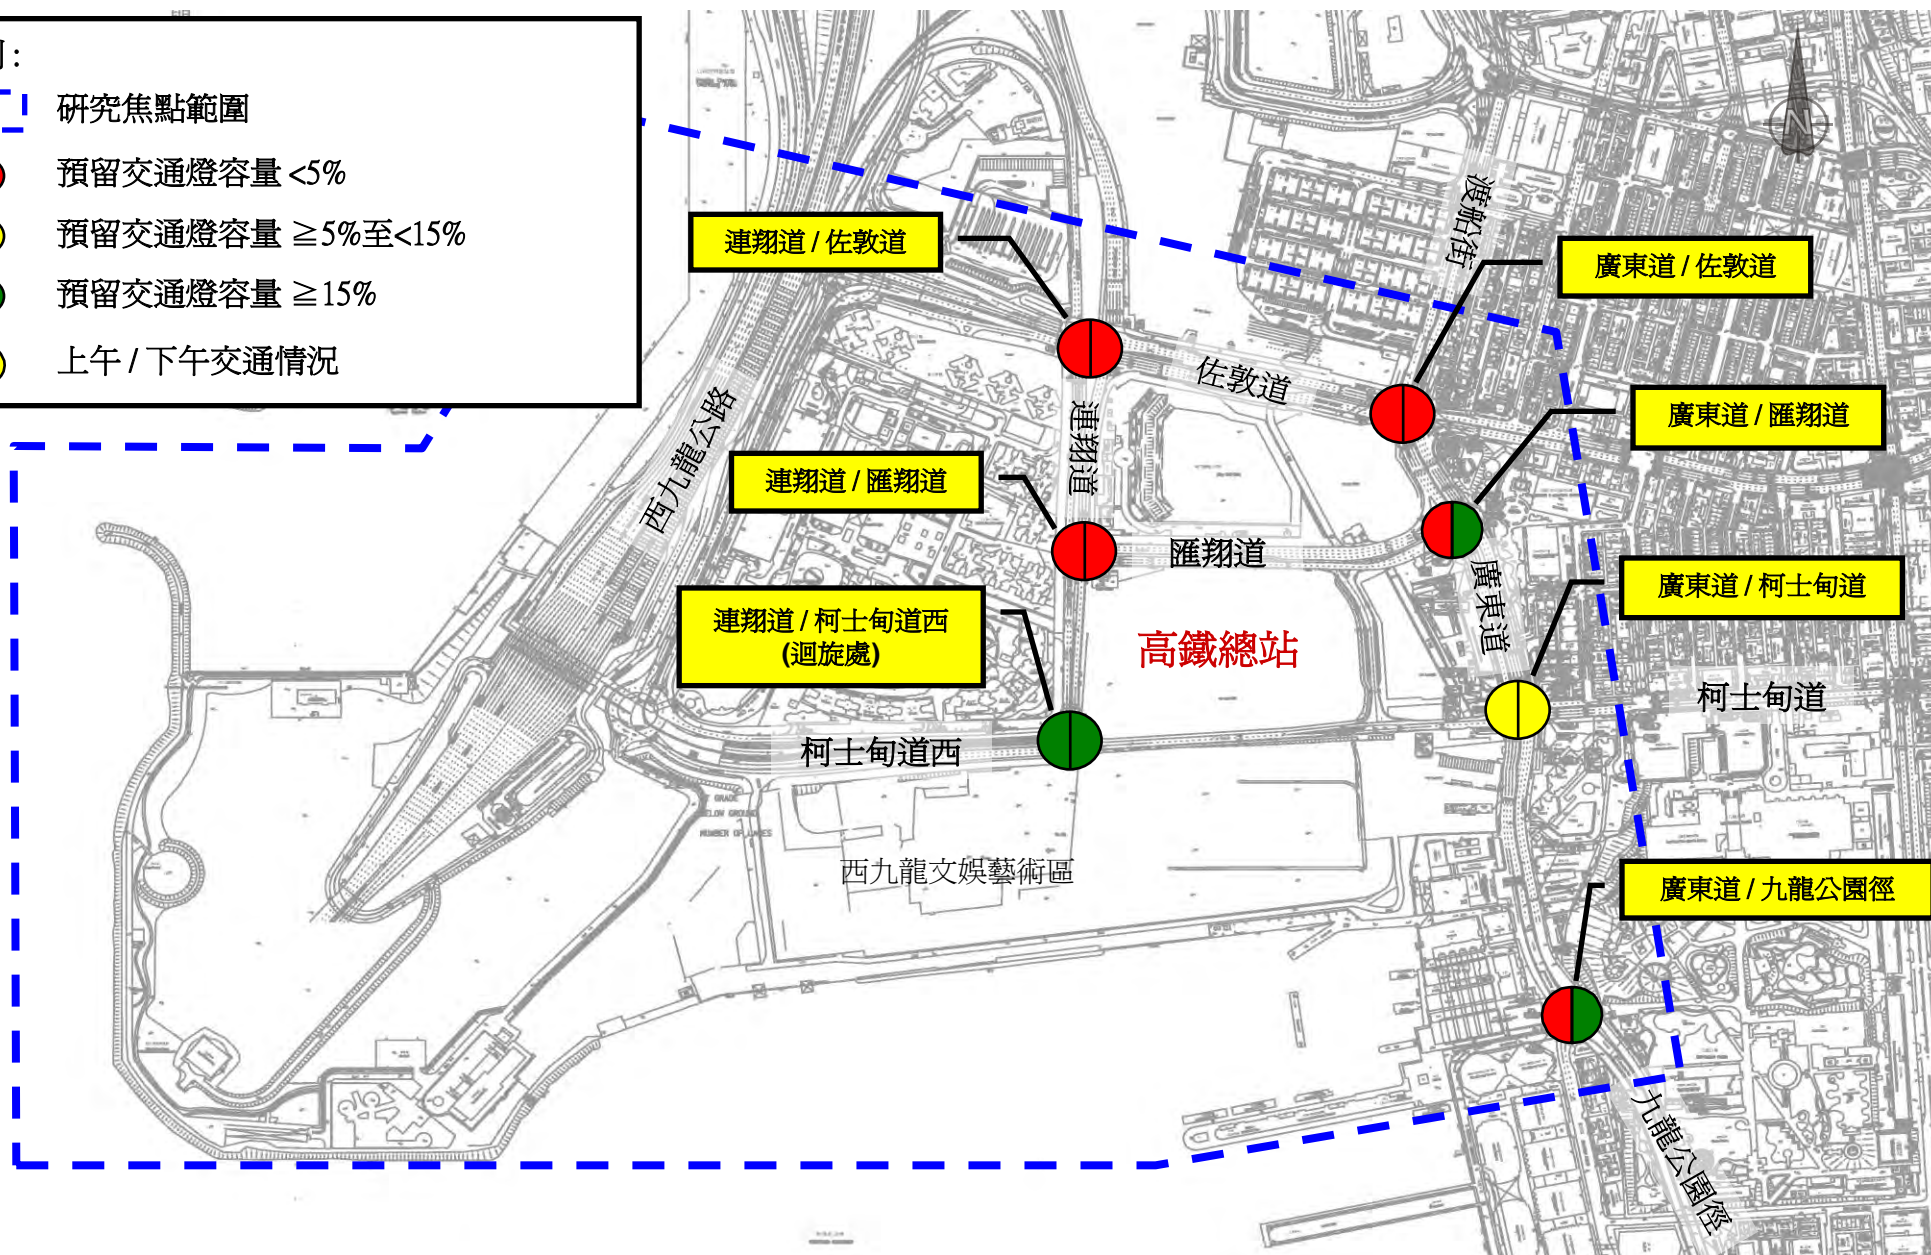 :
研究焦點範圍
預留交通燈容量 <5%
預留交通燈容量 ≧5%至<15%
預留交通燈容量 ≧15%
上午 / 下午交通情況
N
渡船街
連翔道 / 佐敦道
廣東道 / 佐敦道
佐敦道
西九龍公路
連翔道
廣東道 / 匯翔道
連翔道 / 匯翔道
匯翔道
廣東道
廣東道 / 柯士甸道
連翔道 / 柯士甸道西
(迴旋處)
高鐵總站
柯士甸道
柯士甸道西
AT GRADE
BELOW GROUND
NUMBER OF LANES
西九龍文娛藝術區
廣東道 / 九龍公園徑
九龍公園徑